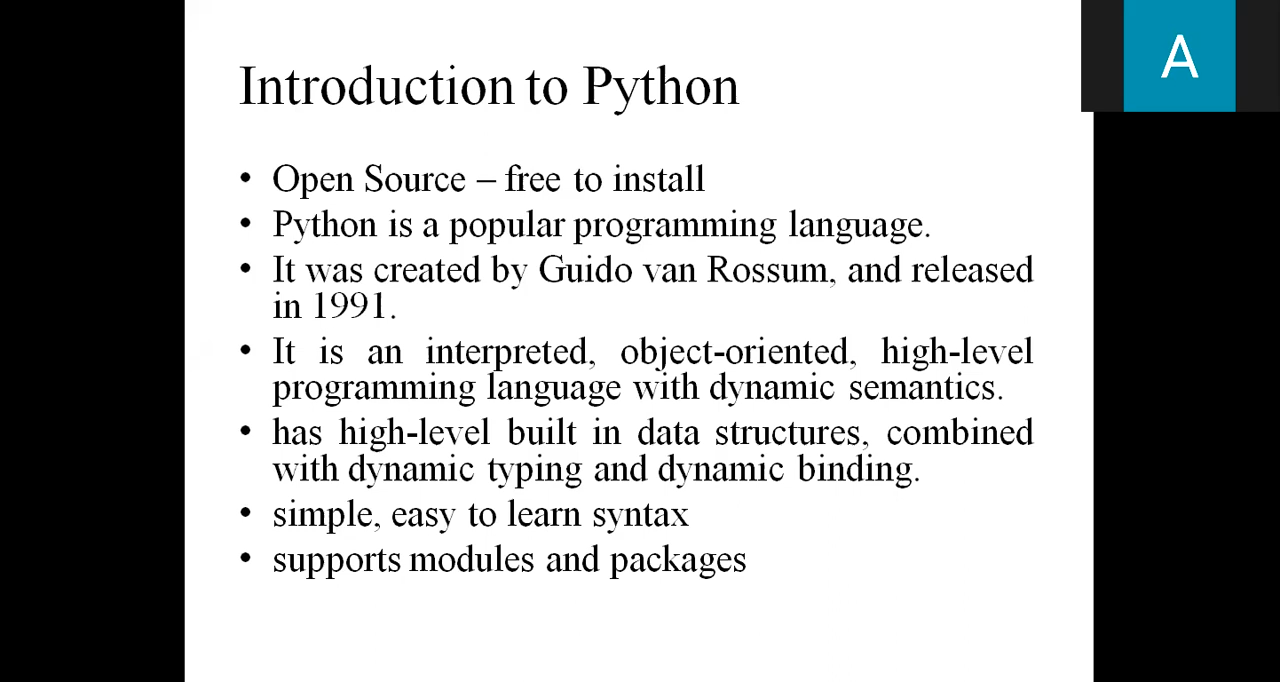 A
Introduction to Python
• Open Source – free to install
• Python is a popular programming language.
• It was created by Guido van Rossum, and released
in 1991.
• It is an interpreted, object-oriented, high-level
programming language with dynamic semantics.
• has high-level built in data structures, combined
with dynamic typing and dynamic binding.
• simple, easy to learn syntax
• supports modules and packages